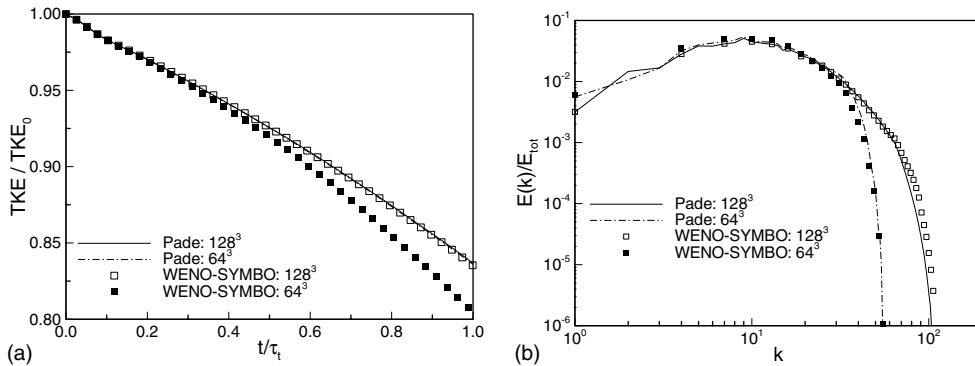 1.00
0.95
0.90
0.85
0.80
TKE / TKE₀
Pade: 128³
Pade: 64³
WENO-SYMBO: 128³
WENO-SYMBO: 64³
0.0 0.2 0.4 0.6 0.8 1.0
t/τₜ
(a)
10⁻¹
10⁻²
10⁻³
10⁻⁴
10⁻⁵
10⁻⁶
E(k)/Eₜₒₜ
Pade: 128³
Pade: 64³
WENO-SYMBO: 128³
WENO-SYMBO: 64³
10⁰ 10¹ 10²
k
(b)